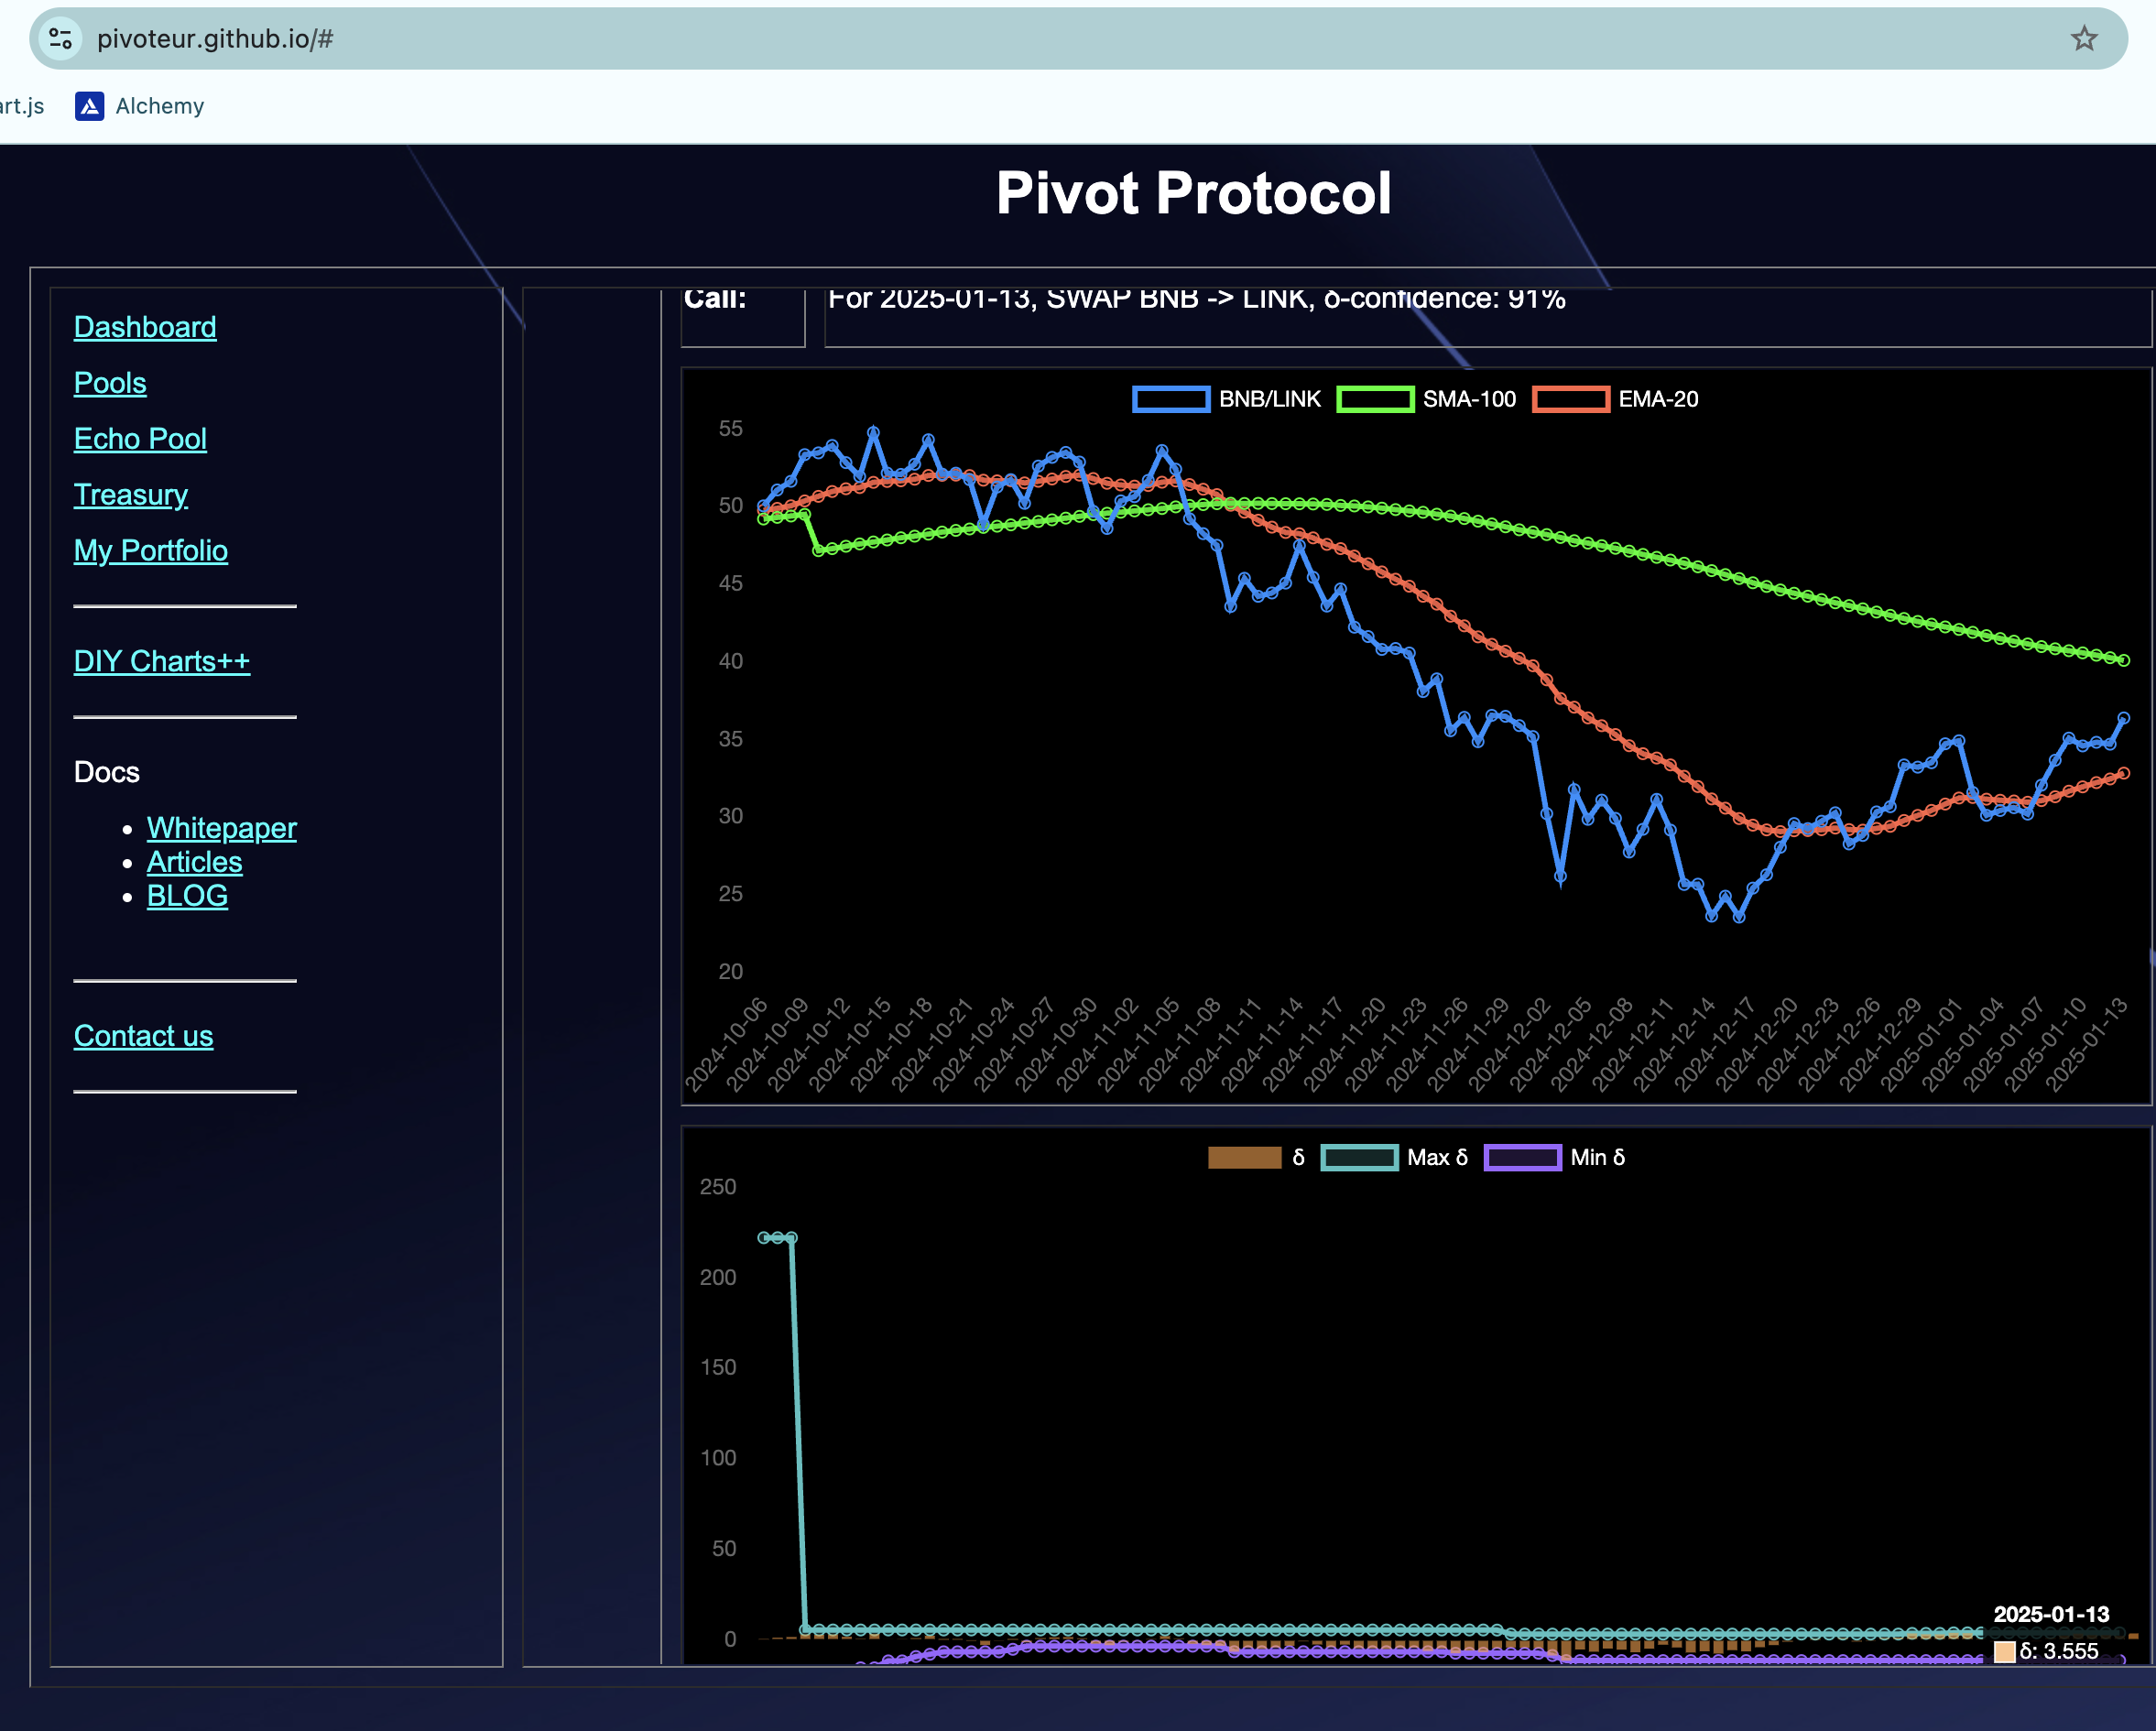 pivoteur.github.io/#
art.js
Alchemy
Pivot Protocol
Dashboard
Pools
Echo Pool
Treasury
My Portfolio
DIY Charts++
Docs
Whitepaper
Articles
BLOG
Contact us
Call:
For 2025-01-13, SWAP BNB -> LINK, δ-confidence: 91%
BNB/LINK SMA-100 EMA-20
55
50
45
40
35
30
25
20
2024-10-06
2024-10-09
2024-10-12
2024-10-15
2024-10-18
2024-10-21
2024-10-24
2024-10-27
2024-10-30
2024-11-02
2024-11-05
2024-11-08
2024-11-11
2024-11-14
2024-11-17
2024-11-20
2024-11-23
2024-11-26
2024-11-29
2024-12-02
2024-12-05
2024-12-08
2024-12-11
2024-12-14
2024-12-17
2024-12-20
2024-12-23
2024-12-26
2024-12-29
2025-01-01
2025-01-04
2025-01-07
2025-01-10
2025-01-13
δ Max δ Min δ
250
200
150
100
50
0
2025-01-13
δ: 3.555